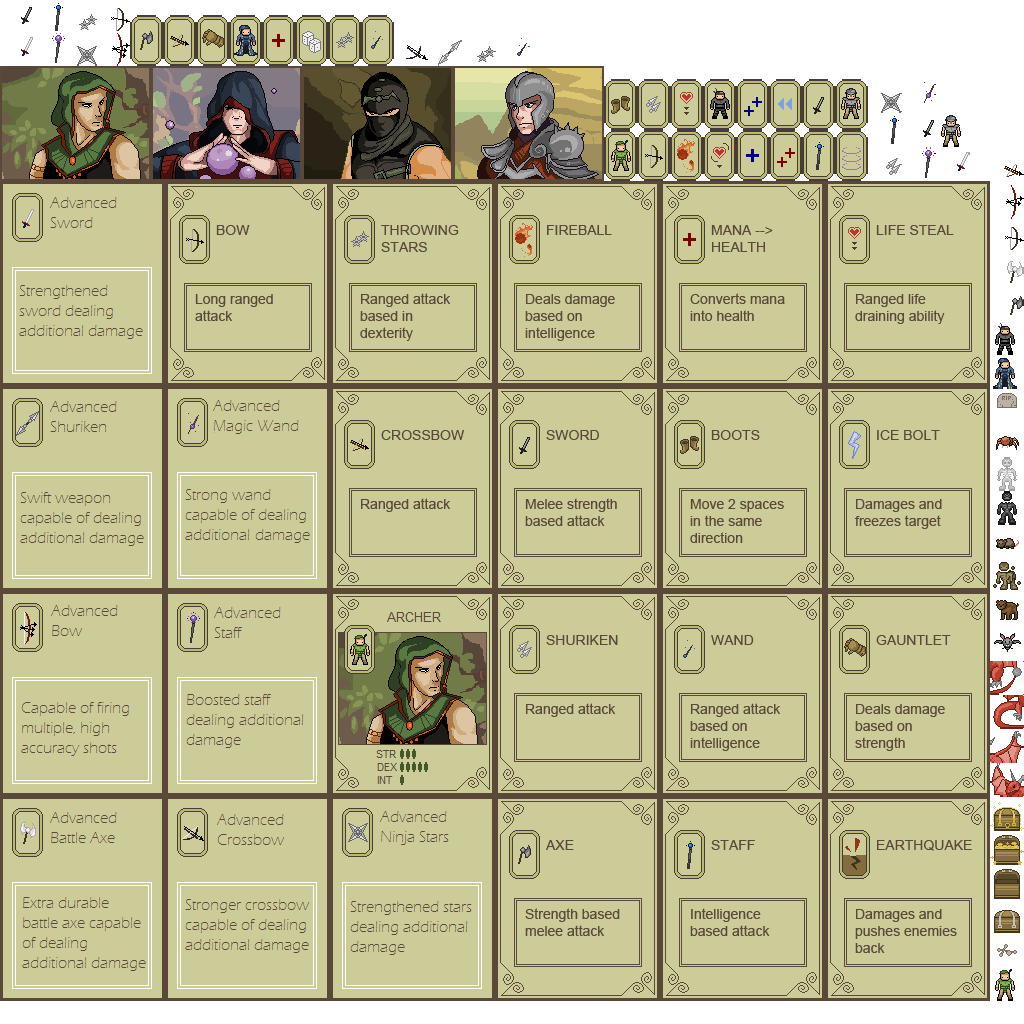 Advanced
Sword
Strengthened
sword dealing
additional damage
BOW
Long ranged
attack
THROWING
STARS
Ranged attack
based in
dexterity
FIREBALL
Deals damage
based on
intelligence
MANA -->
HEALTH
Converts mana
into health
LIFE STEAL
Ranged life
draining ability
Advanced
Shuriken
Swift weapon
capable of dealing
additional damage
Advanced
Magic Wand
Strong wand
capable of dealing
additional damage
CROSSBOW
Ranged attack
SWORD
Melee strength
based attack
BOOTS
Move 2 spaces
in the same
direction
ICE BOLT
Damages and
freezes target
RIP
Advanced
Bow
Capable of firing
multiple, high
accuracy shots
Advanced
Staff
Boosted staff
dealing additional
damage
ARCHER
STR
DEX
INT
SHURIKEN
Ranged attack
WAND
Ranged attack
based on
intelligence
GAUNTLET
Deals damage
based on
strength
Advanced
Battle Axe
Extra durable
battle axe capable
of dealing
additional damage
Advanced
Crossbow
Stronger crossbow
capable of dealing
additional damage
Advanced
Ninja Stars
Strengthened stars
dealing additional
damage
AXE
Strength based
melee attack
STAFF
Intelligence
based attack
EARTHQUAKE
Damages and
pushes enemies
back